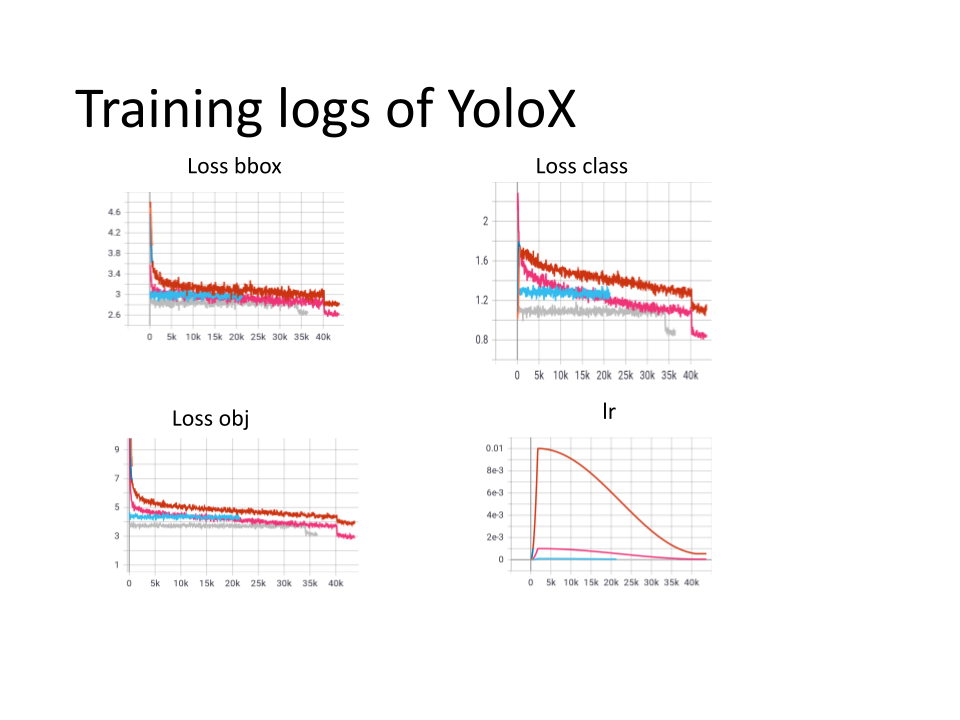 Training logs of YoloX
Loss bbox
4.6
4.2
3.8
3.4
3
2.6
0 5k 10k 15k 20k 25k 30k 35k 40k
Loss class
2
1.6
1.2
0.8
0 5k 10k 15k 20k 25k 30k 35k 40k
Loss obj
9
7
5
3
1
0 5k 10k 15k 20k 25k 30k 35k 40k
lr
0.01
8e-3
6e-3
4e-3
2e-3
0
0 5k 10k 15k 20k 25k 30k 35k 40k